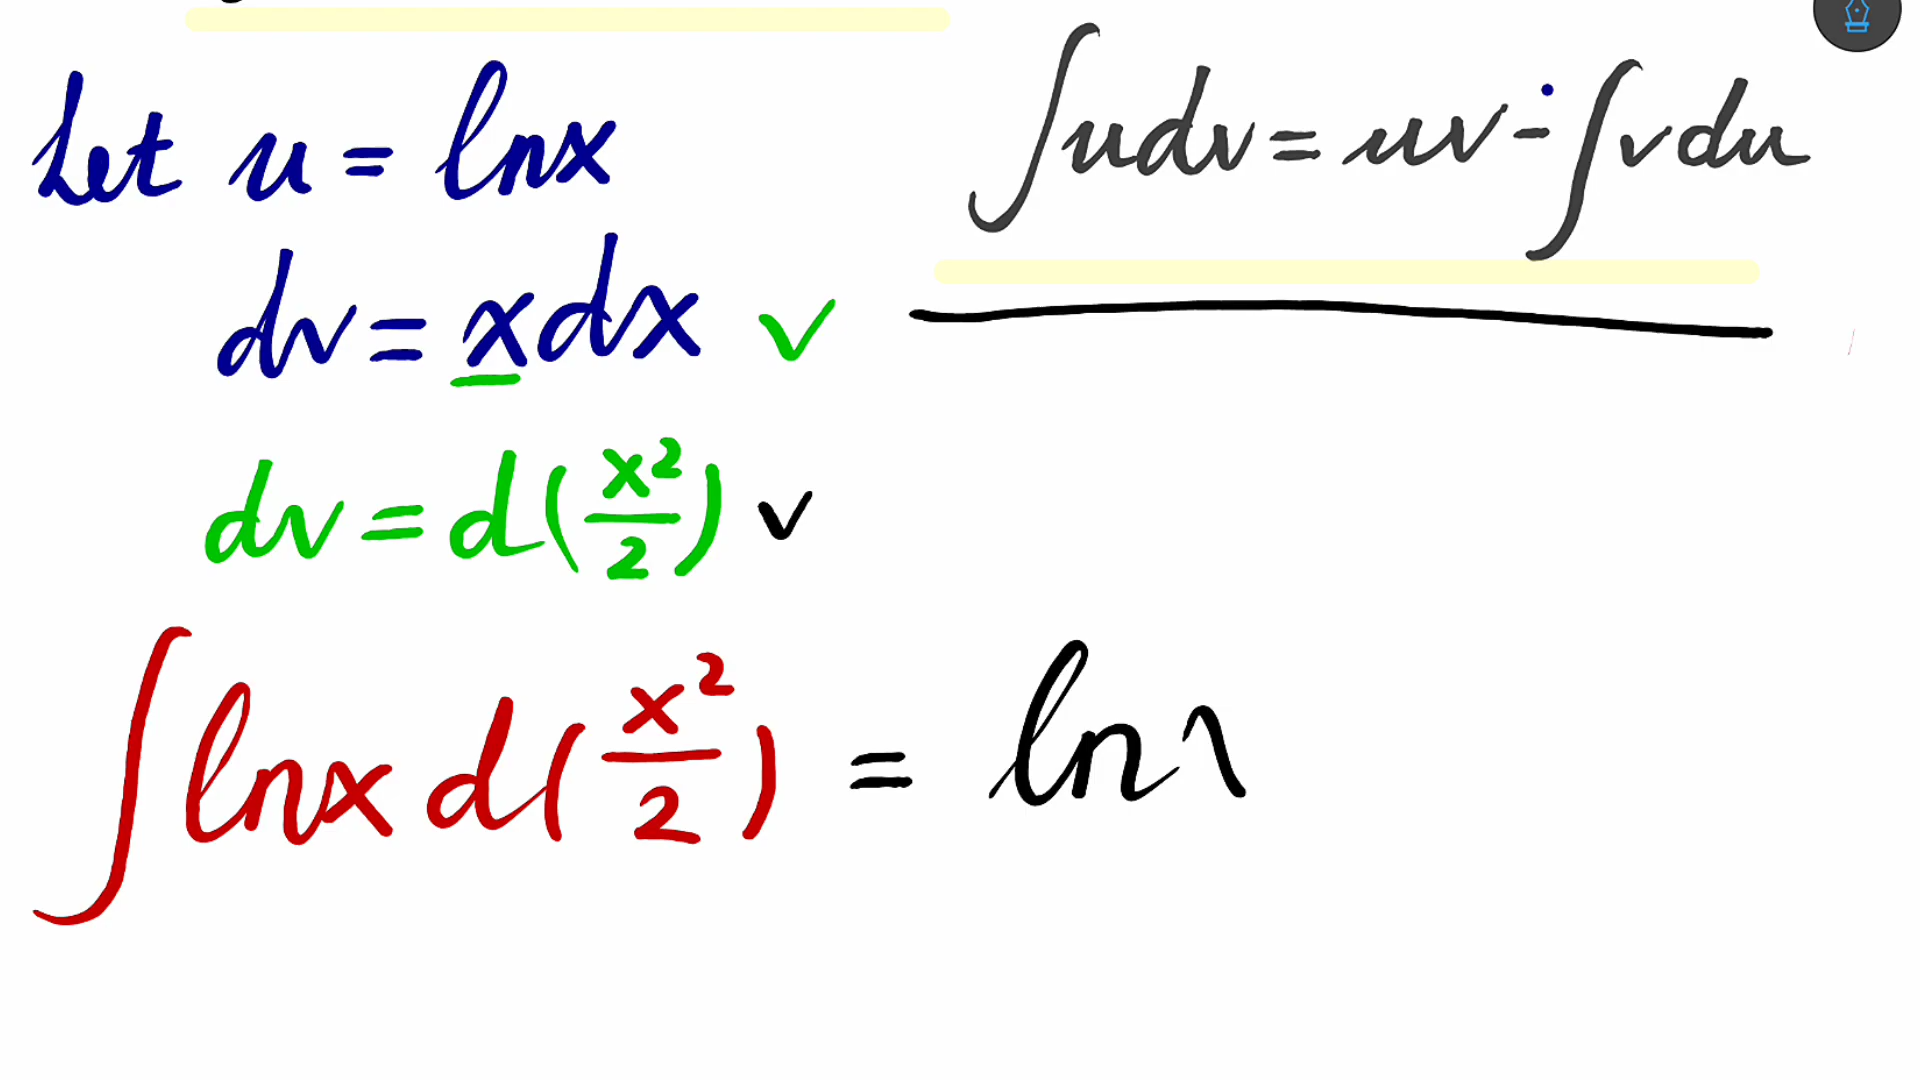 Let u = lnx
∫udv = uv - ∫vdu
dv = xdx ✓
dv = d(x²/2) ✓
∫lnx d(x²/2) = ln